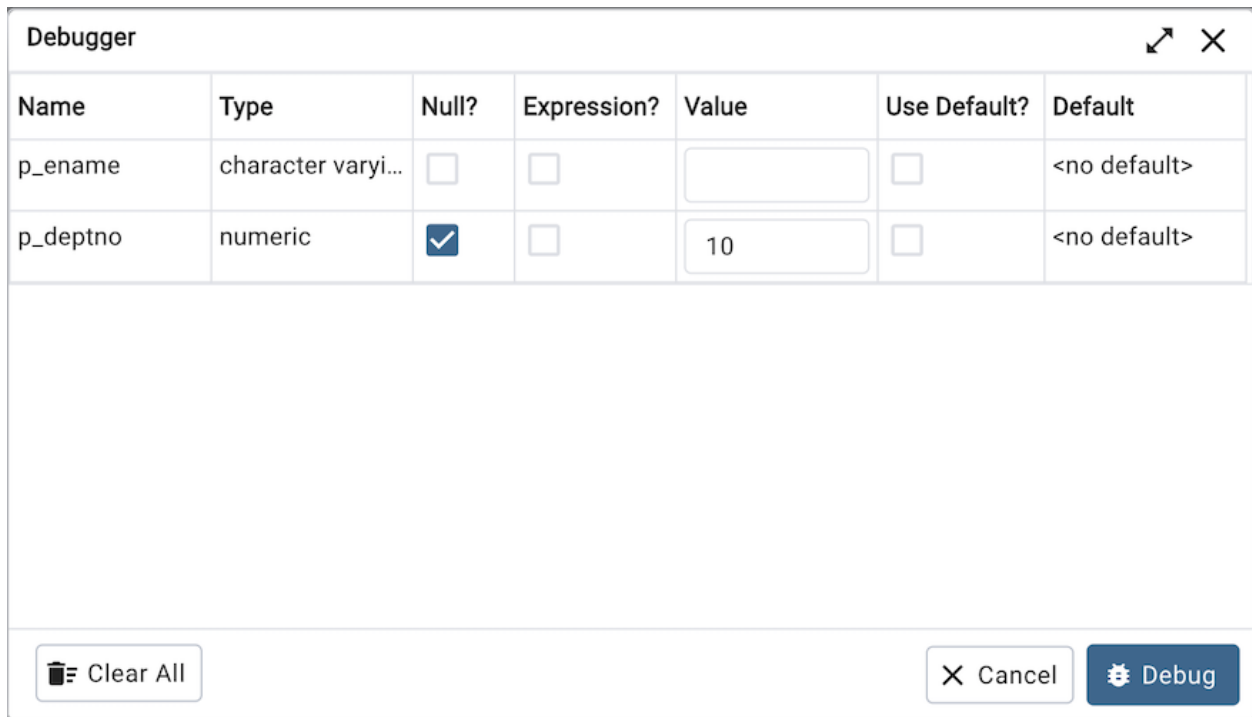 Debugger
Name Type Null? Expression? Value Use Default? Default
p_ename character varyi... <no default>
p_deptno numeric 10 <no default>
Clear All Cancel Debug